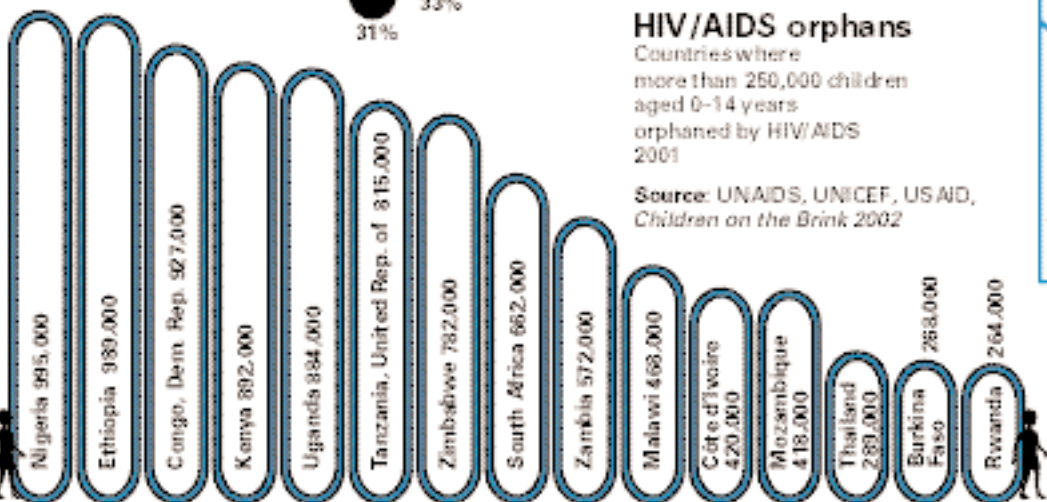 33%
31%
HIV/AIDS orphans
Countries where
more than 250,000 children
aged 0-14 years
orphaned by HIV/AIDS
2001
Source: UNAIDS, UNICEF, USAID,
Children on the Brink 2002
Nigeria 995,000
Ethiopia 989,000
Congo, Dem. Rep. 927,000
Kenya 892,000
Uganda 884,000
Tanzania, United Rep. of 815,000
Zimbabwe 782,000
South Africa 662,000
Zambia 572,000
Malawi 468,000
Côte d'Ivoire
420,000
Mozambique
418,000
Thailand
289,000
Burkina
Faso
268,000
Rwanda 264,000